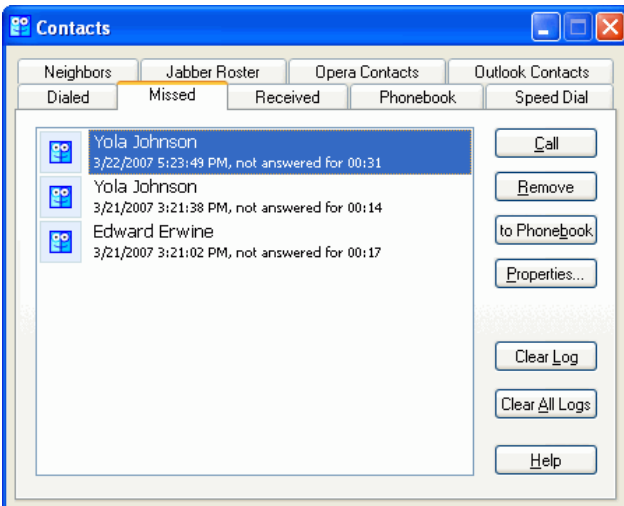 Contacts
Neighbors Jabber Roster Opera Contacts Outlook Contacts
Dialed Missed Received Phonebook Speed Dial
Yola Johnson
3/22/2007 5:23:49 PM, not answered for 00:31
Yola Johnson
3/21/2007 3:21:38 PM, not answered for 00:14
Edward Erwine
3/21/2007 3:21:02 PM, not answered for 00:17
Call
Remove
to Phonebook
Properties...
Clear Log
Clear All Logs
Help